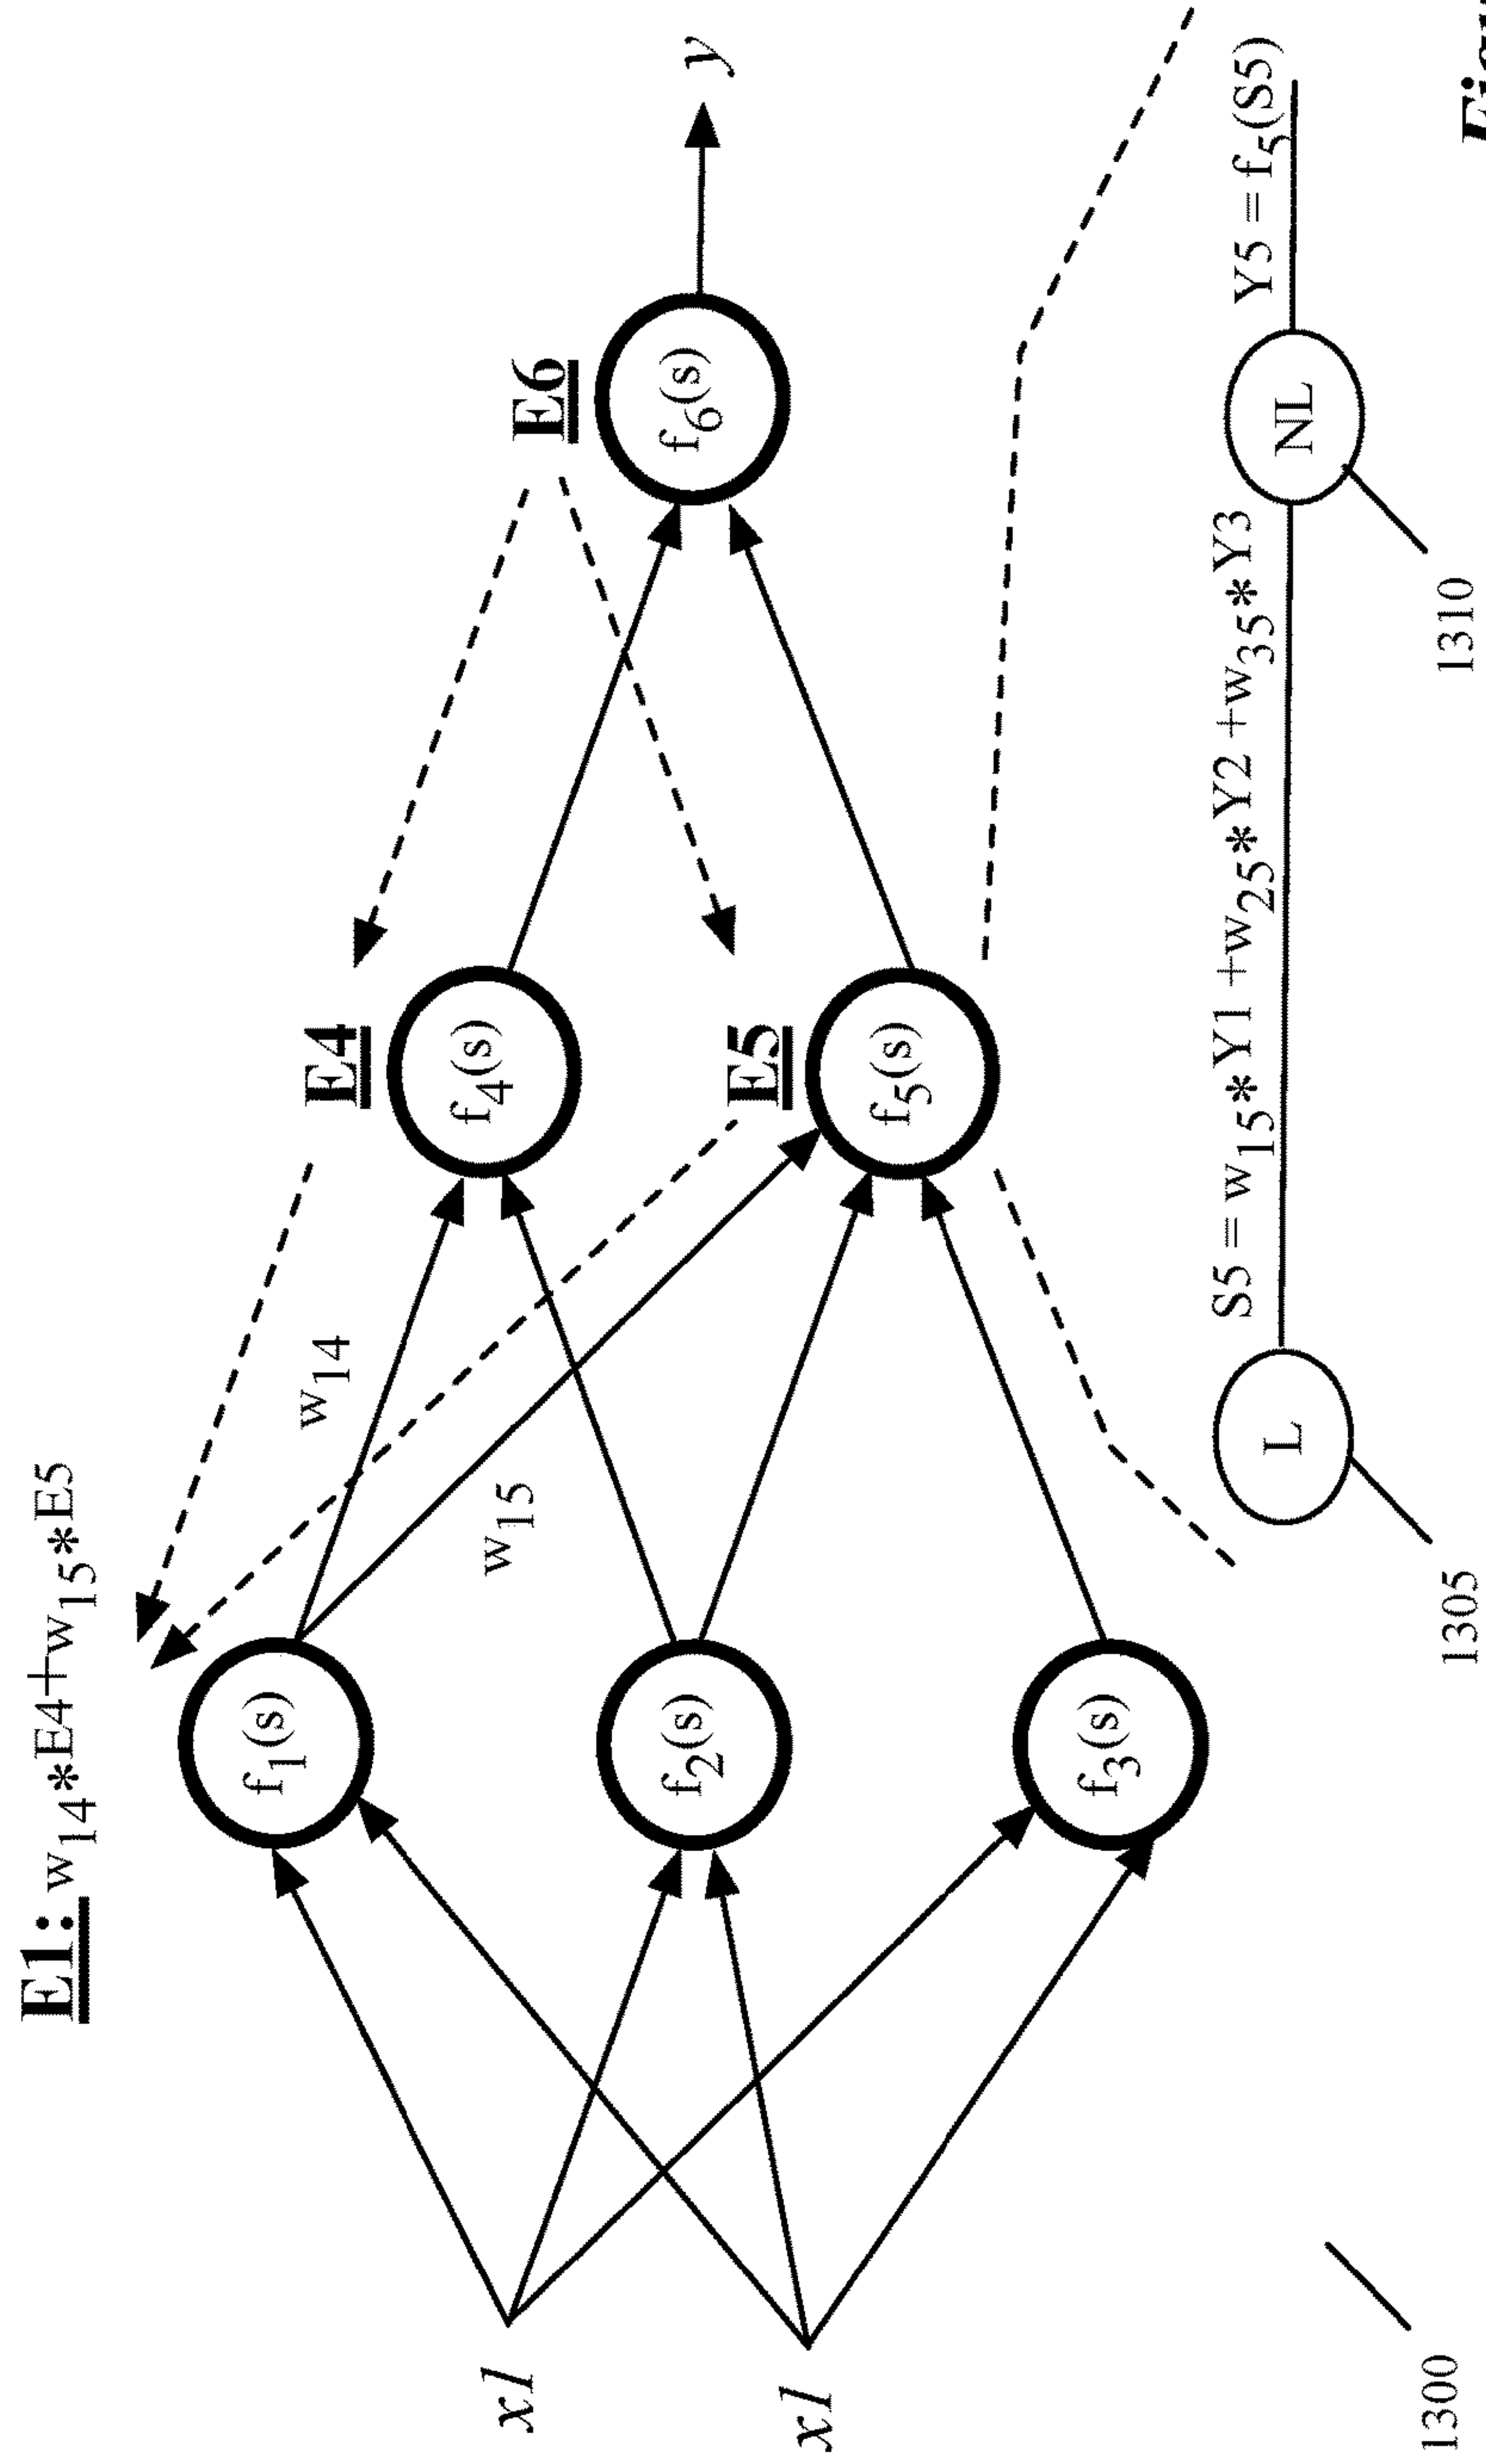 E1: w14*E4+w15*E5
E4
E6
w14
f1(s)
f4(s)
x1
w15
E5
f2(s)
f6(s)
y
x1
f5(s)
f3(s)
S5 = w15*Y1 +w25*Y2 +w35*Y3
Y5 = f5(S5)
L
NL
1300
1305
1310